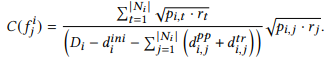 C(f_j^i) = \frac{\sum_{t=1}^{|N_i|} \sqrt{p_{i,t} \cdot r_t}}{\left(D_i - d_i^{ini} - \sum_{j=1}^{|N_i|} \left(d_{i,j}^{pp} + d_{i,j}^{tr}\right)\right)} \sqrt{p_{i,j} \cdot r_j}.